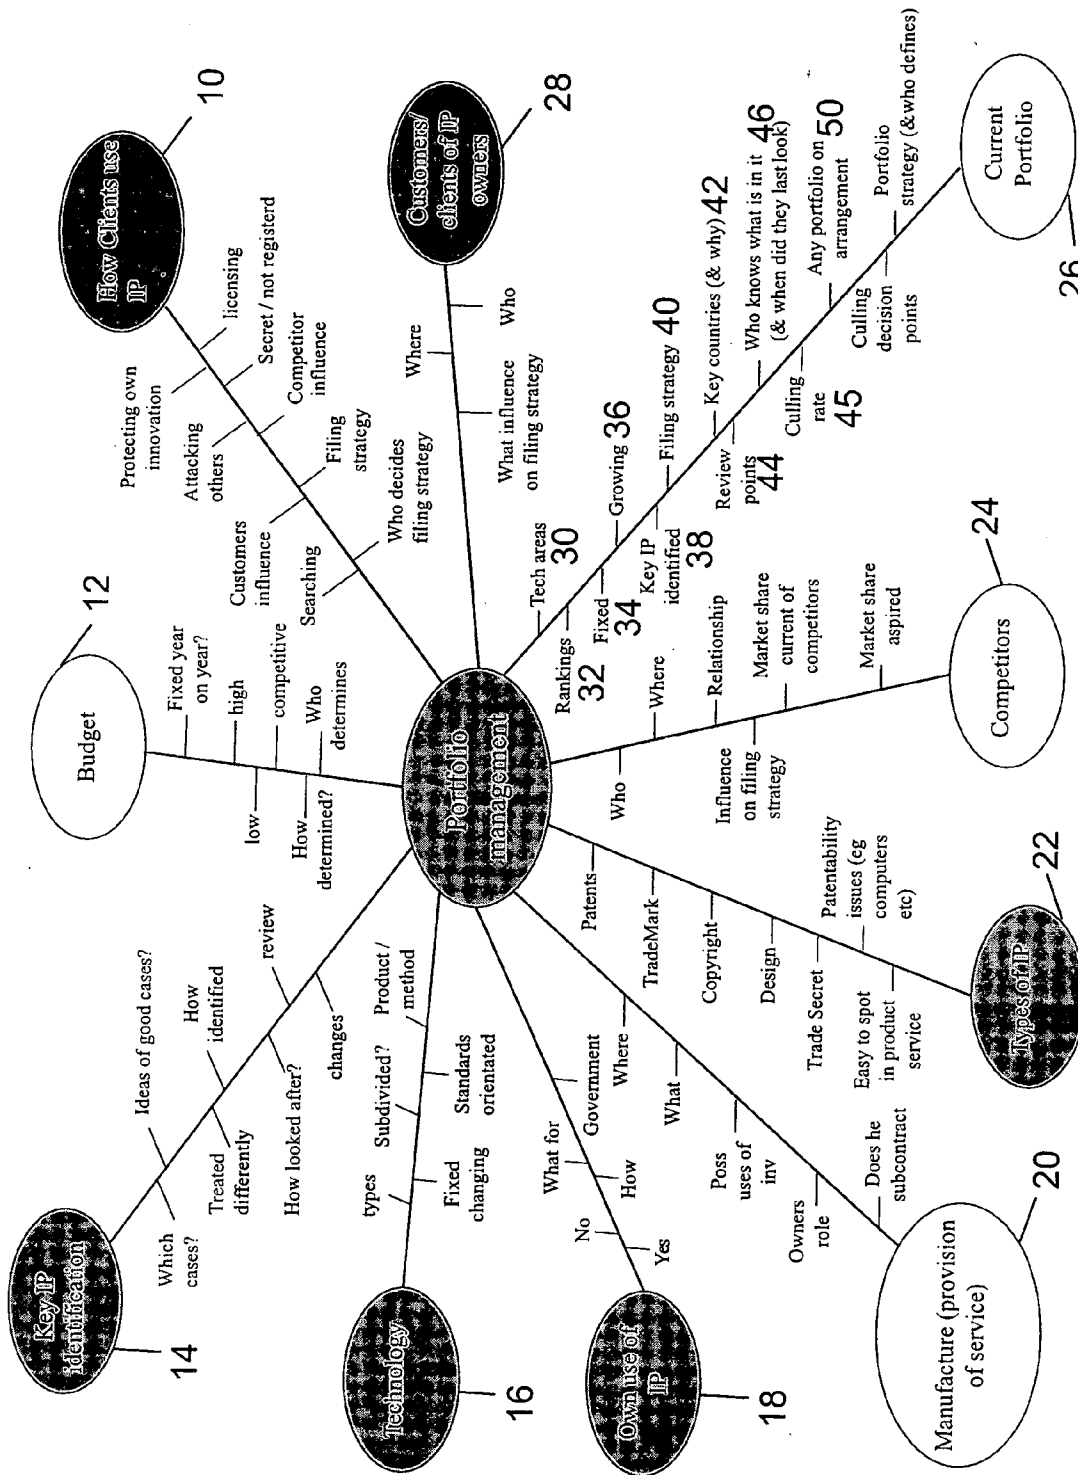 How Clients use
IP
10
Protecting own
innovation
licensing
Attacking
others
Secret / not registerd
Competitor
influence
Customers
influence
Filing
strategy
Searching
Who decides
filing strategy
Budget
12
Fixed year
on year?
high
low
competitive
How
determined?
Who
determines
Key IP
identification
14
Which
cases?
Ideas of good cases?
Treated
differently
How
identified
How looked after?
review
changes
Technology
16
types
Fixed
changing
Subdivided?
Standards
orientated
Product /
method
Own use of
IP
18
No
Yes
What for
How
Government
Manufacture (provision
of service)
20
Does he
subcontract
Owners
role
Poss
uses of
inv
What
Where
Types of IP
22
Patents
TradeMark
Copyright
Design
Trade Secret
Patentability
issues (eg
computers
etc)
Easy to spot
in product
service
Competitors
24
Who
Where
Relationship
Influence
on filing
strategy
Market share
current of
competitors
Market share
aspired
Current
Portfolio
26
Tech areas
30
Rankings
32
Fixed
34
Growing 36
Key IP
identified
38
Filing strategy 40
Key countries (& why) 42
Review
points
44
Who knows what is in it
(& when did they last look)
46
Culling
rate
45
Any portfolio on
arrangement
50
Culling
decision
points
Portfolio
strategy (&who defines)
Customers/
clients of IP
owners
28
Where
Who
What influence
on filing strategy
Portfolio
management